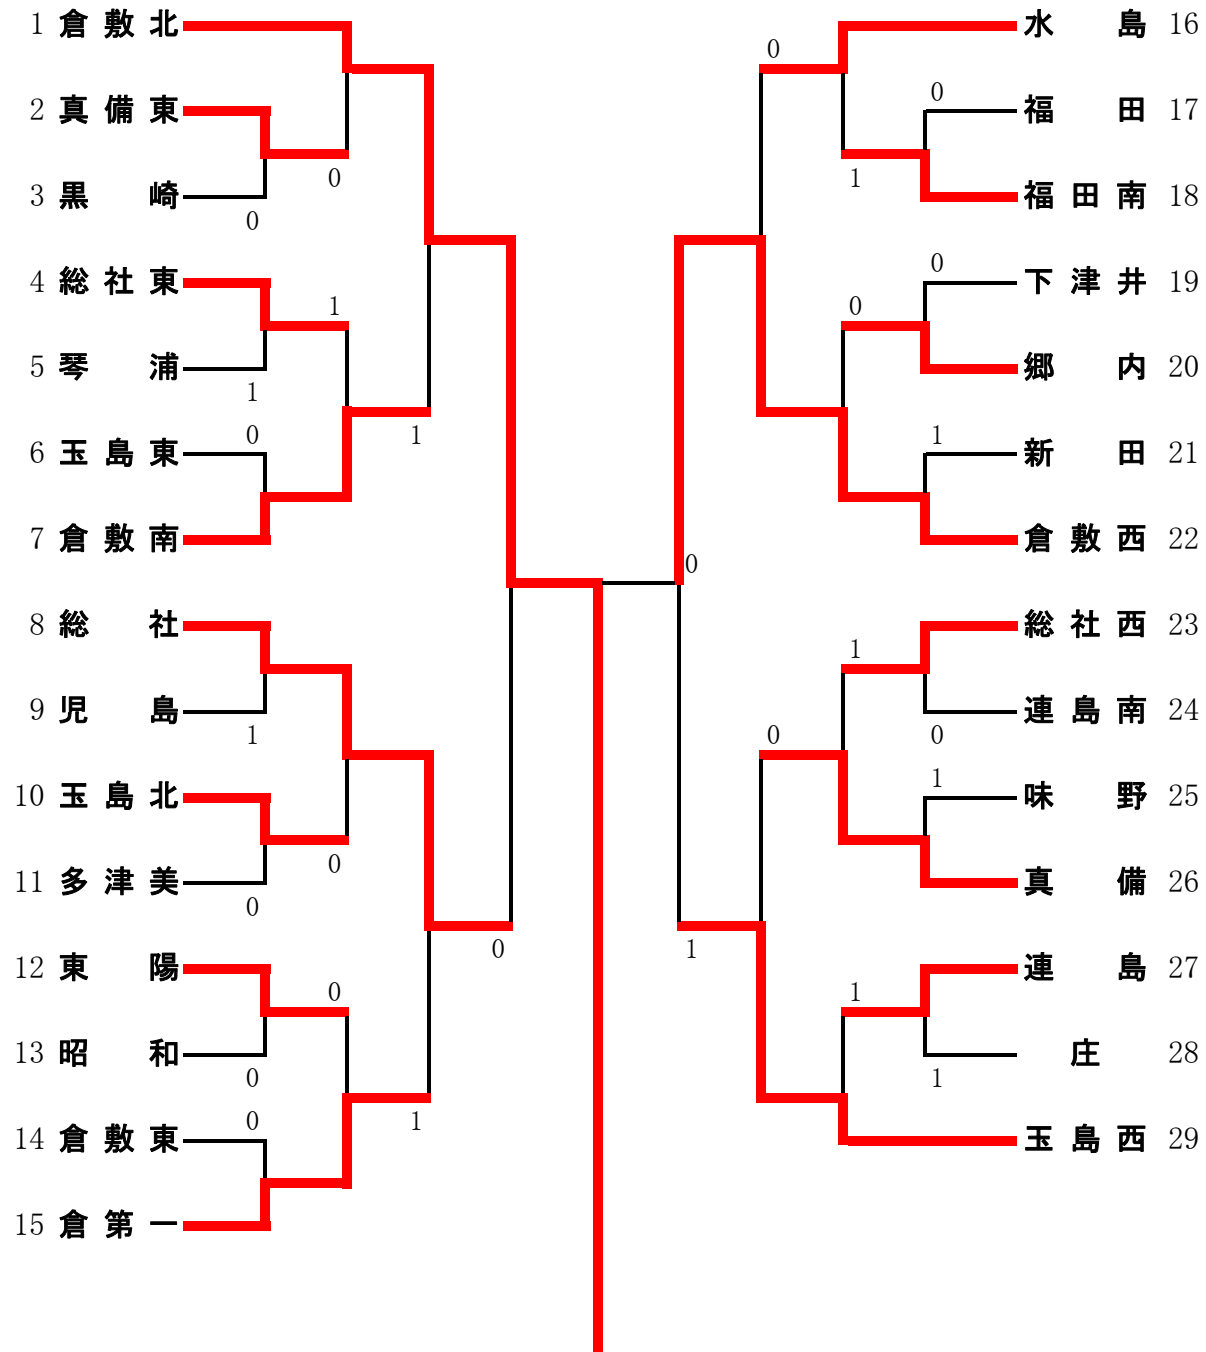 1 倉敷北
2 真備東
3 黒崎
4 総社東
5 琴浦
6 玉島東
7 倉敷南
8 総社
9 児島
10 玉島北
11 多津美
12 東陽
13 昭和
14 倉敷東
15 倉第一
0
0
1
1
0
1
1
0
0
0
0
0
1
0
0
水島 16
福田 17
福田南 18
下津井 19
郷内 20
新田 21
倉敷西 22
総社西 23
連島南 24
味野 25
真備 26
連島 27
庄 28
玉島西 29
0
0
1
0
0
1
0
1
0
0
1
1
1
1